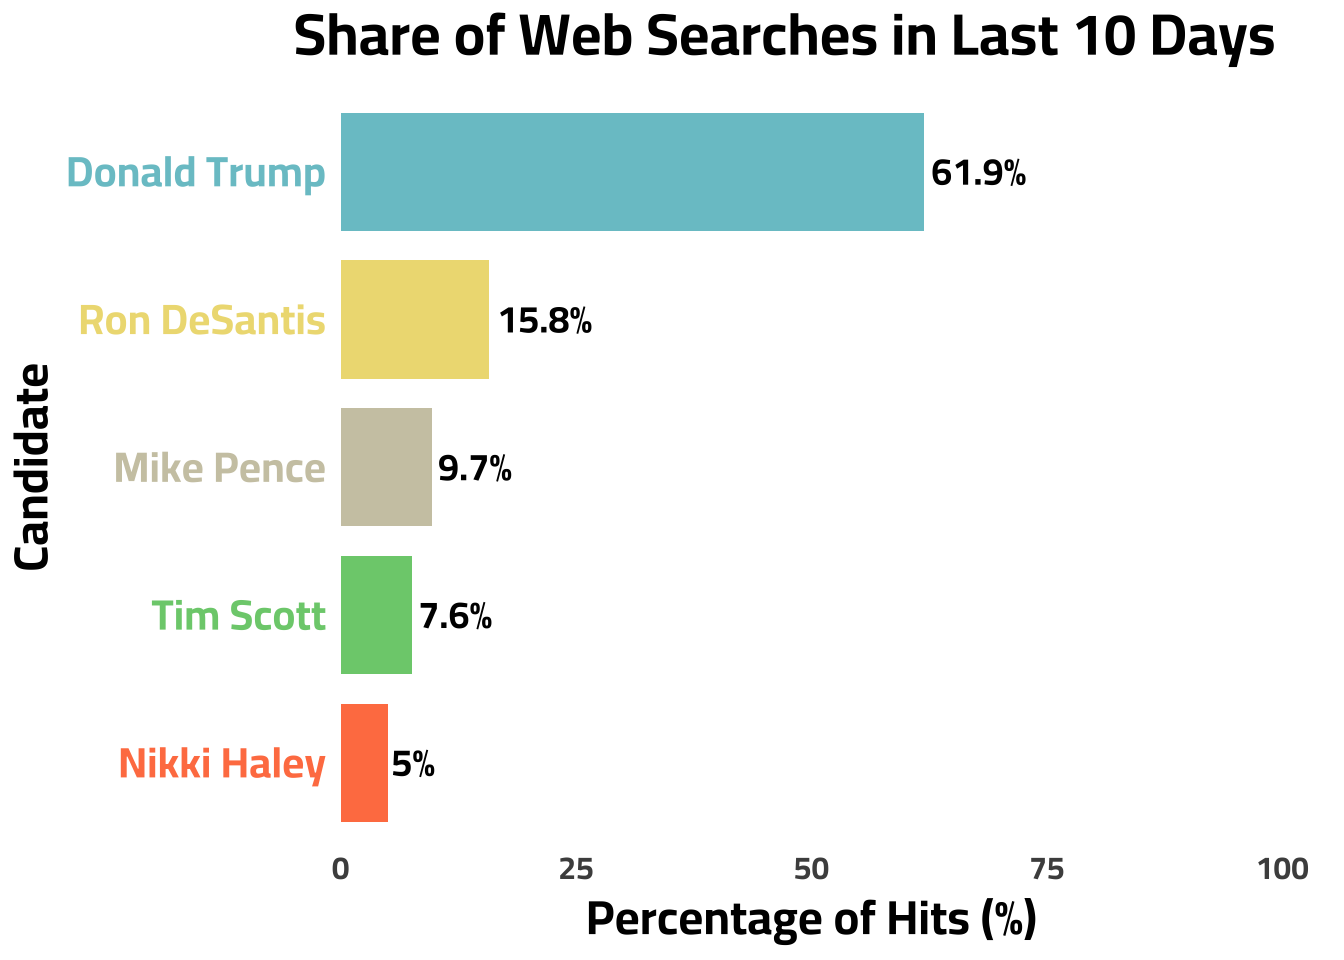 Share of Web Searches in Last 10 Days
Candidate
Donald Trump
61.9%
Ron DeSantis
15.8%
Mike Pence
9.7%
Tim Scott
7.6%
Nikki Haley
5%
0 25 50 75 100
Percentage of Hits (%)